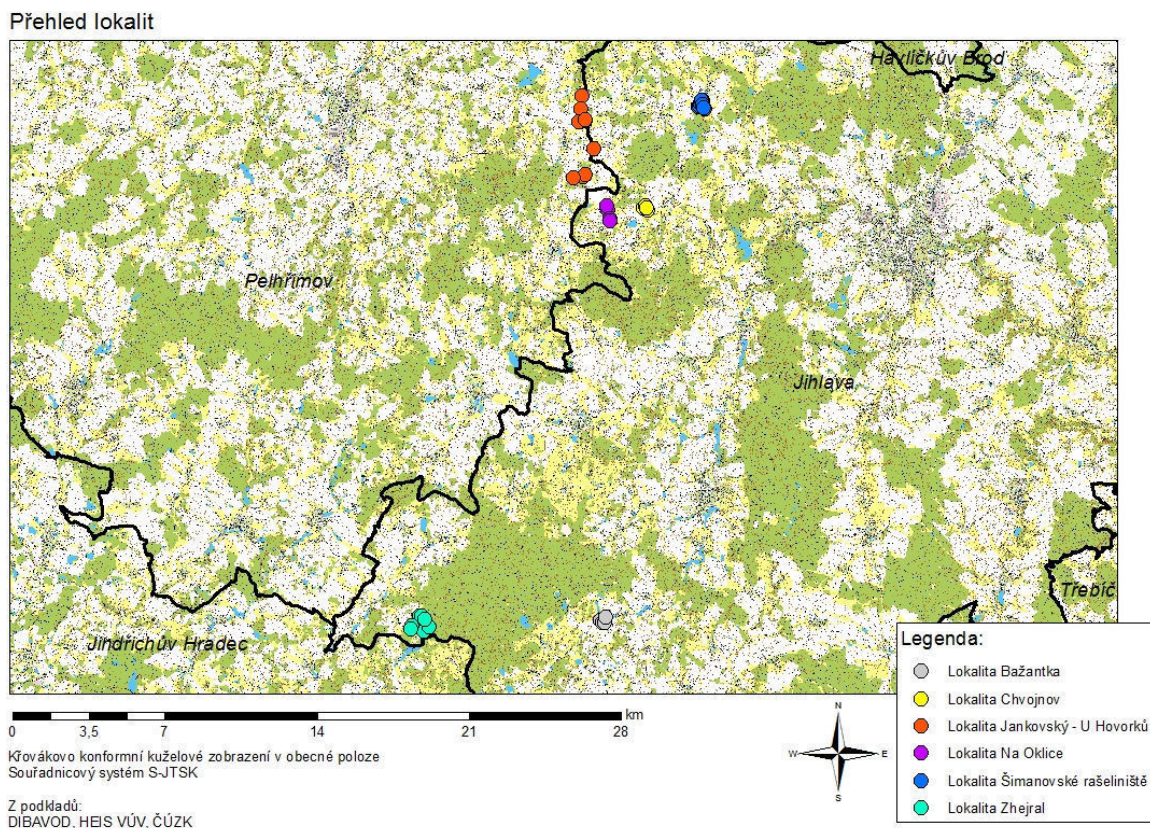 Přehled lokalit
Havlíčkův Brod
Pelhřimov
Jihlava
Třebíč
Jindřichův Hradec
Legenda:
Lokalita Bažantka
Lokalita Chvojnov
Lokalita Jankovský - U Hovorků
Lokalita Na Oklice
Lokalita Šimanovské rašeliniště
Lokalita Zhejral
km
0 3,5 7 14 21 28
N
W E
S
Křovákovo konformní kuželové zobrazení v obecné poloze
Souřadnicový systém S-JTSK
Z podkladů:
DIBAVOD, HEIS VÚV, ČÚZK